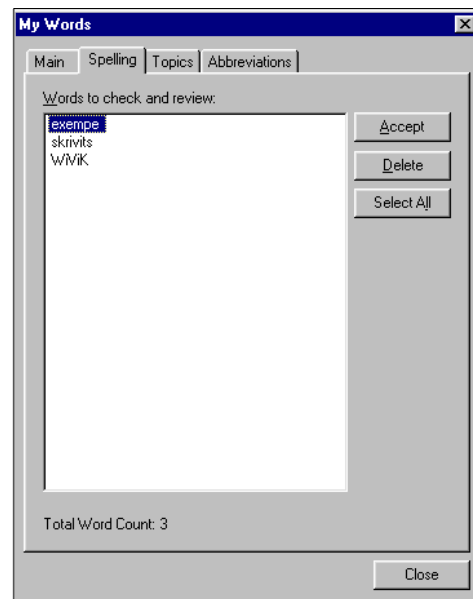 My Words
Main Spelling Topics Abbreviations
Words to check and review:
exempe
skrivits
WiViK
Accept
Delete
Select All
Total Word Count: 3
Close